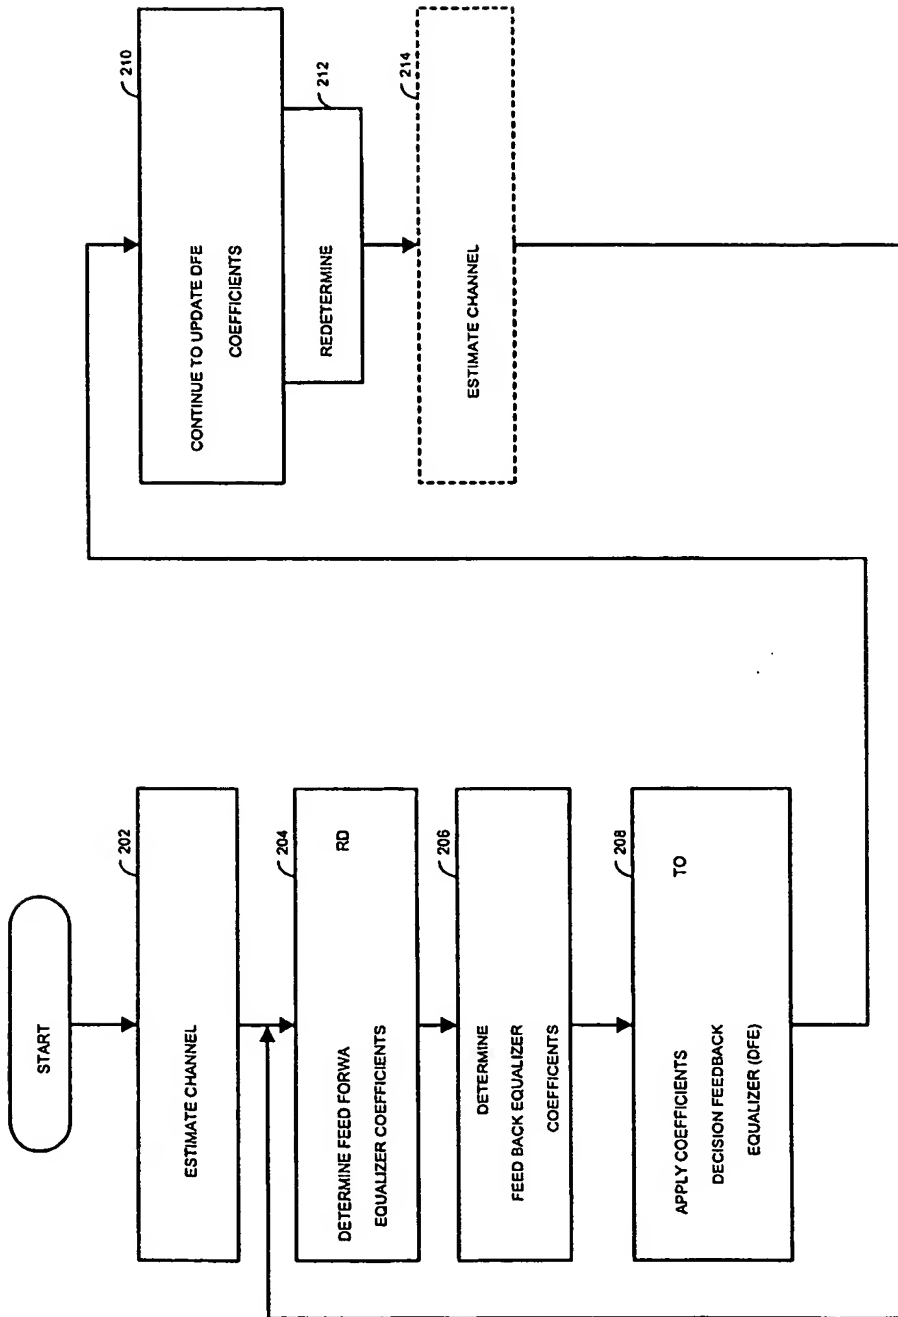 START
202
ESTIMATE CHANNEL
204
DETERMINE FEED FORWA RD
EQUALIZER COEFFICIENTS
206
DETERMINE
FEED BACK EQUALIZER
COEFFICENTS
208
APPLY COEFFICIENTS TO
DECISION FEEDBACK
EQUALIZER (DFE)
210
CONTINUE TO UPDATE DFE
COEFFICIENTS
212
REDETERMINE
214
ESTIMATE CHANNEL